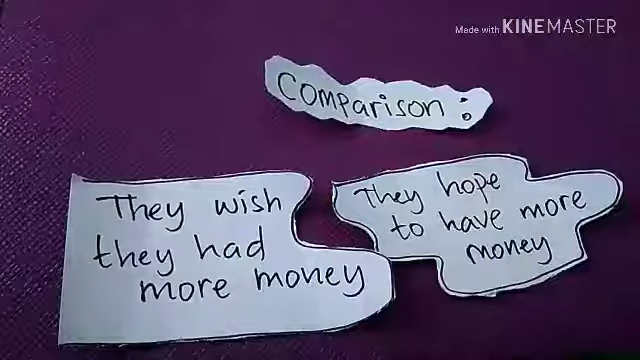 Made with KINEMASTER
Comparison :
They wish
they had
more money
They hope
to have more
money